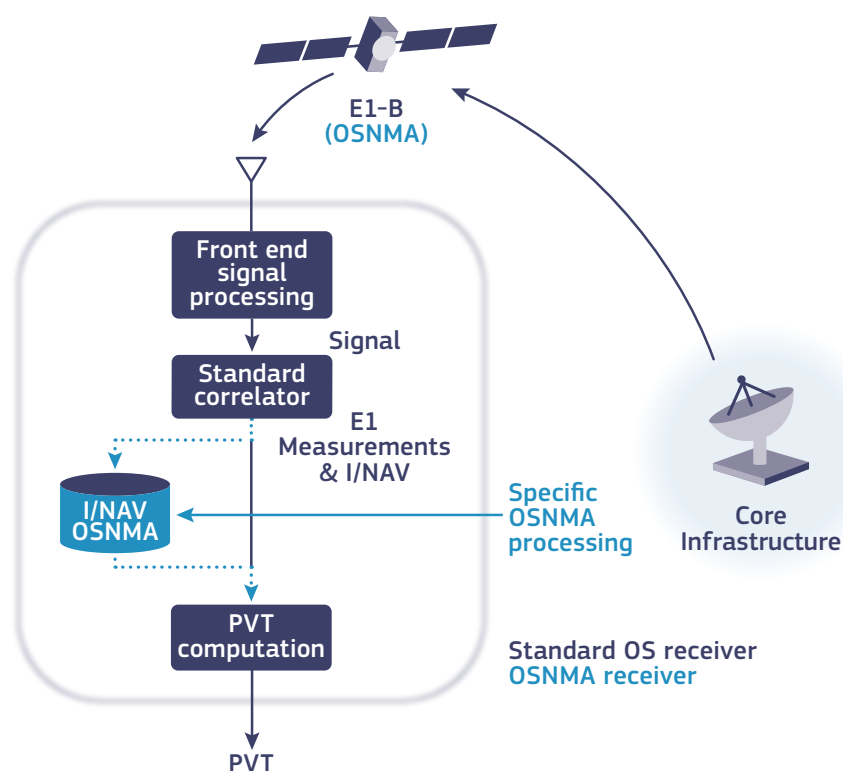 E1-B
(OSNMA)
Front end
signal
processing
Signal
Standard
correlator
E1
Measurements
& I/NAV
I/NAV
OSNMA
Specific
OSNMA
processing
Core
Infrastructure
PVT
computation
Standard OS receiver
OSNMA receiver
PVT